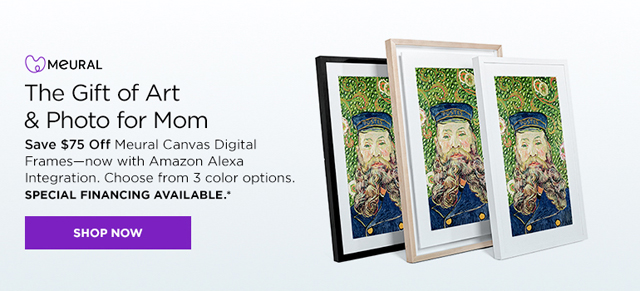 MEURAL
The Gift of Art
& Photo for Mom
Save $75 Off Meural Canvas Digital
Frames—now with Amazon Alexa
Integration. Choose from 3 color options.
SPECIAL FINANCING AVAILABLE.*
SHOP NOW